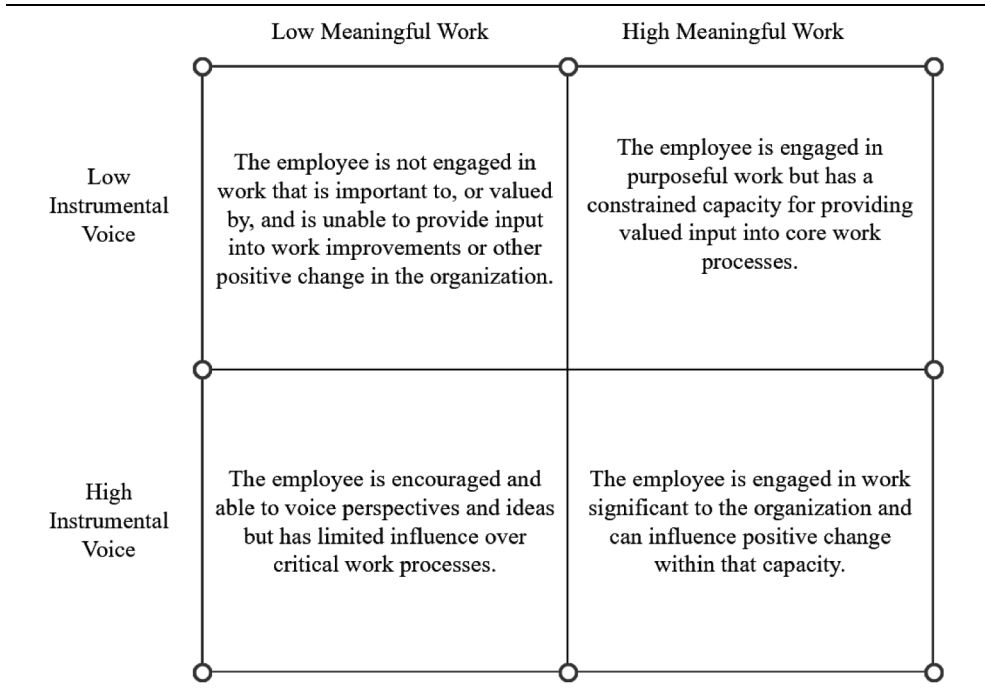 Low Meaningful Work
High Meaningful Work
Low
Instrumental
Voice
The employee is not engaged in
work that is important to, or valued
by, and is unable to provide input
into work improvements or other
positive change in the organization.
The employee is engaged in
purposeful work but has a
constrained capacity for providing
valued input into core work
processes.
High
Instrumental
Voice
The employee is encouraged and
able to voice perspectives and ideas
but has limited influence over
critical work processes.
The employee is engaged in work
significant to the organization and
can influence positive change
within that capacity.